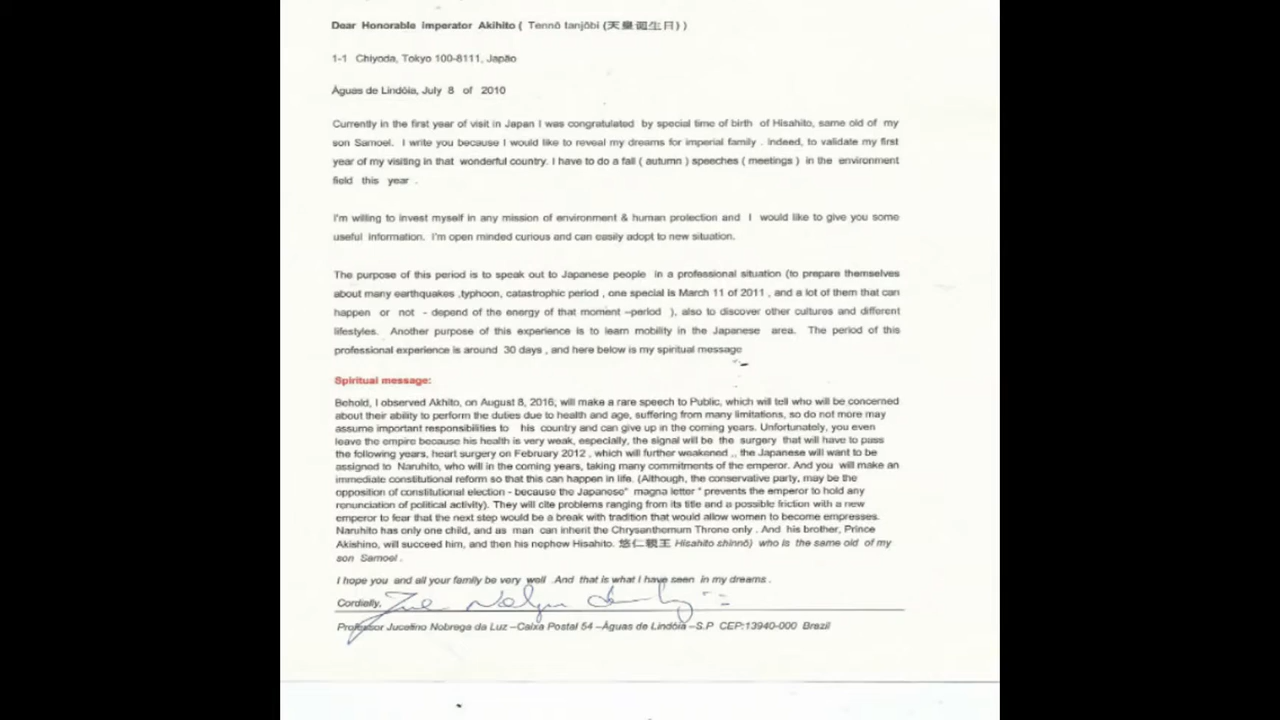 Dear Honorable imperator Akihito ( Tennō tanjōbi (天皇誕生日) )
1-1 Chiyoda, Tokyo 100-8111, Japão
Águas de Lindóia, July 8 of 2010
Currently in the first year of visit in Japan I was congratulated by special time of birth of Hisahito, same old of my
son Samoel. I write you because I would like to reveal my dreams for imperial family . Indeed, to validate my first
year of my visiting in that wonderful country. I have to do a fall ( autumn ) speeches ( meetings ) in the environment
field this year .
I'm willing to invest myself in any mission of environment & human protection and I would like to give you some
useful information. I'm open minded curious and can easily adopt to new situation.
The purpose of this period is to speak out to Japanese people in a professional situation (to prepare themselves
about many earthquakes ,typhoon, catastrophic period , one special is March 11 of 2011 , and a lot of them that can
happen or not - depend of the energy of that moment –period ), also to discover other cultures and different
lifestyles. Another purpose of this experience is to learn mobility in the Japanese area. The period of this
professional experience is around 30 days , and here below is my spiritual message
Spiritual message:
Behold, I observed Akhito, on August 8, 2016; will make a rare speech to Public, which will tell who will be concerned
about their ability to perform the duties due to health and age, suffering from many limitations, so do not more may
assume important responsibilities to his country and can give up in the coming years. Unfortunately, you even
leave the empire because his health is very weak, especially, the signal will be the surgery that will have to pass
the following years, heart surgery on February 2012 , which will further weakened ,, the Japanese will want to be
assigned to Naruhito, who will in the coming years, taking many commitments of the emperor. And you will make an
immediate constitutional reform so that this can happen in life. (Although, the conservative party, may be the
opposition of constitutional election - because the Japanese" magna letter " prevents the emperor to hold any
renunciation of political activity). They will cite problems ranging from its title and a possible friction with a new
emperor to fear that the next step would be a break with tradition that would allow women to become empresses.
Naruhito has only one child, and as man can inherit the Chrysanthemum Throne only . And his brother, Prince
Akishino, will succeed him, and then his nephew Hisahito. 悠仁親王 Hisahito shinnō) who is the same old of my
son Samoel .
I hope you and all your family be very well .And that is what I have seen in my dreams .
Cordially,
Professor Jucelino Nobrega da Luz –Caixa Postal 54 –Águas de Lindóia –S.P CEP:13940-000 Brazil